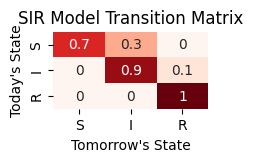 SIR Model Transition Matrix
Today's State
S 0.7 0.3 0
I 0 0.9 0.1
R 0 0 1
S I R
Tomorrow's State